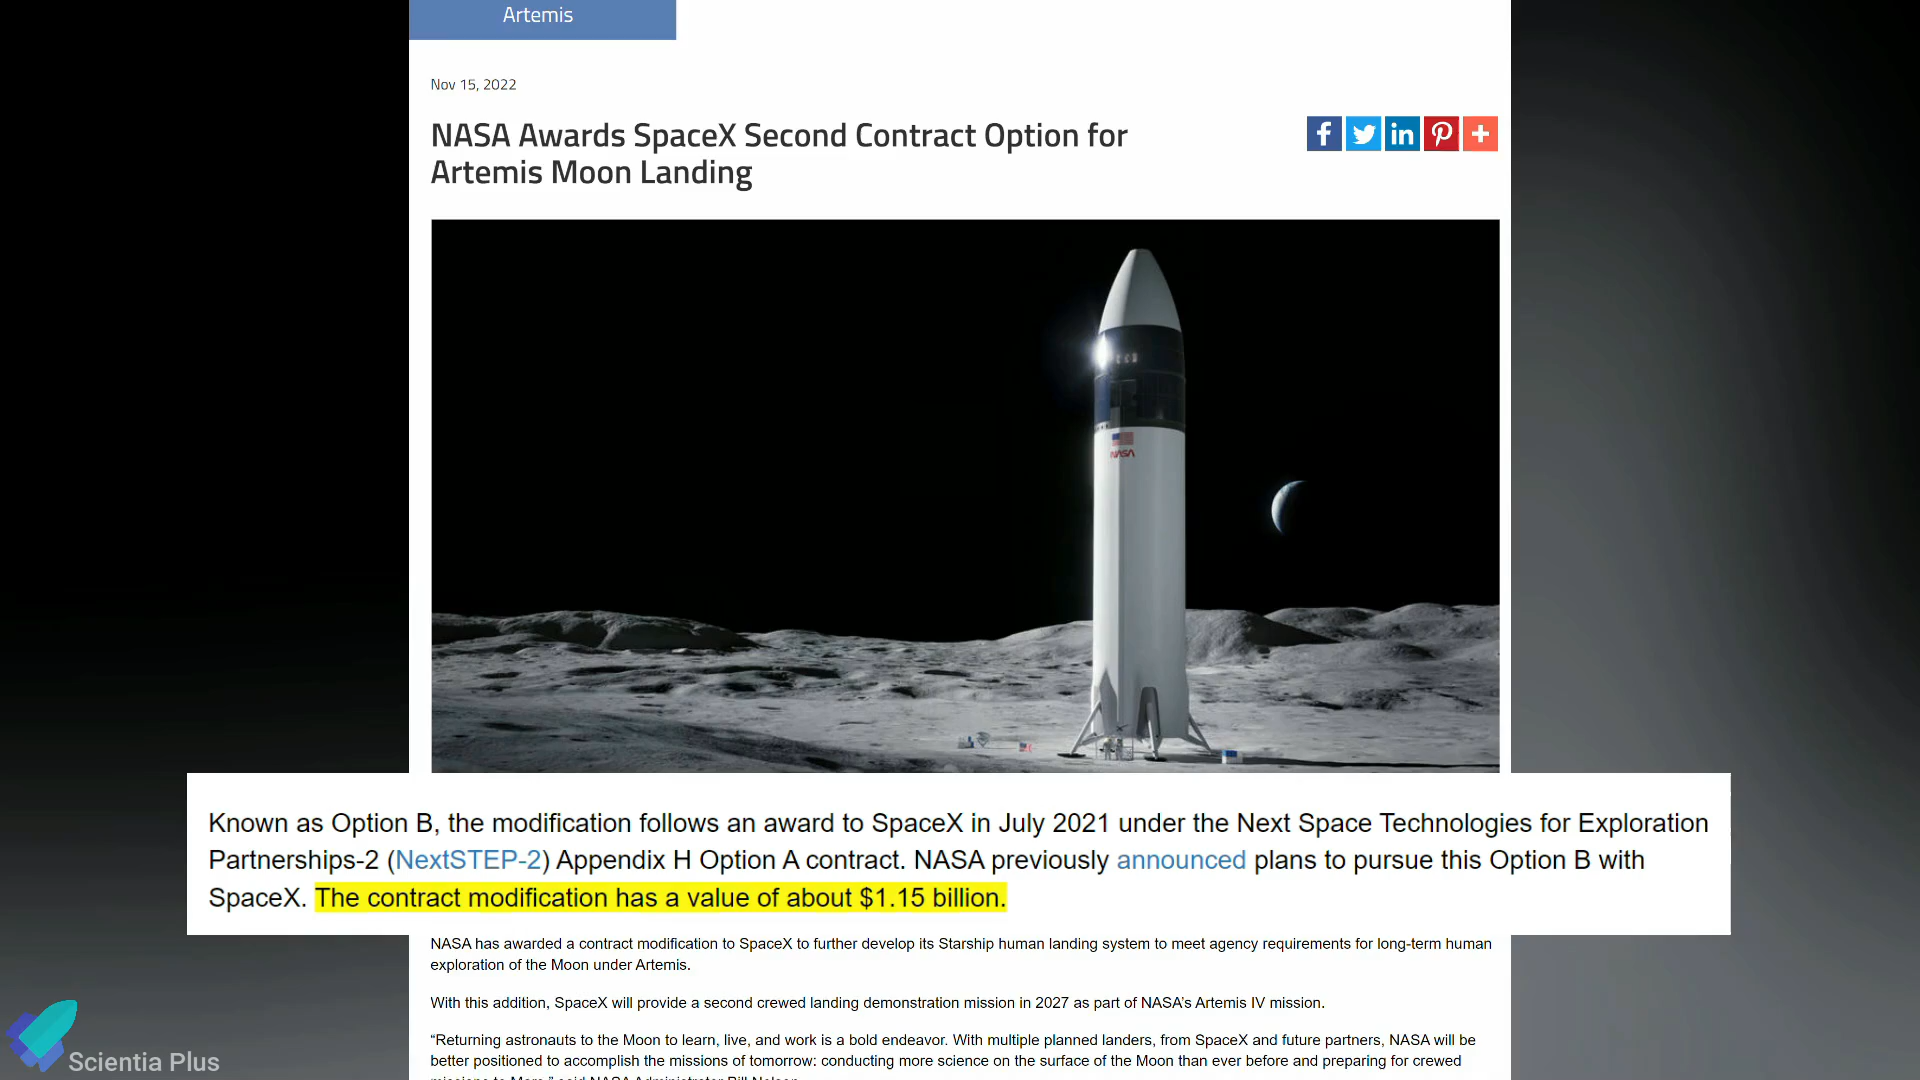 Artemis
Nov 15, 2022
NASA Awards SpaceX Second Contract Option for
Artemis Moon Landing
NASA
Known as Option B, the modification follows an award to SpaceX in July 2021 under the Next Space Technologies for Exploration
Partnerships-2 (NextSTEP-2) Appendix H Option A contract. NASA previously announced plans to pursue this Option B with
SpaceX. The contract modification has a value of about $1.15 billion.
NASA has awarded a contract modification to SpaceX to further develop its Starship human landing system to meet agency requirements for long-term human
exploration of the Moon under Artemis.
With this addition, SpaceX will provide a second crewed landing demonstration mission in 2027 as part of NASA's Artemis IV mission.
“Returning astronauts to the Moon to learn, live, and work is a bold endeavor. With multiple planned landers, from SpaceX and future partners, NASA will be
better positioned to accomplish the missions of tomorrow: conducting more science on the surface of the Moon than ever before and preparing for crewed
Scientia Plus